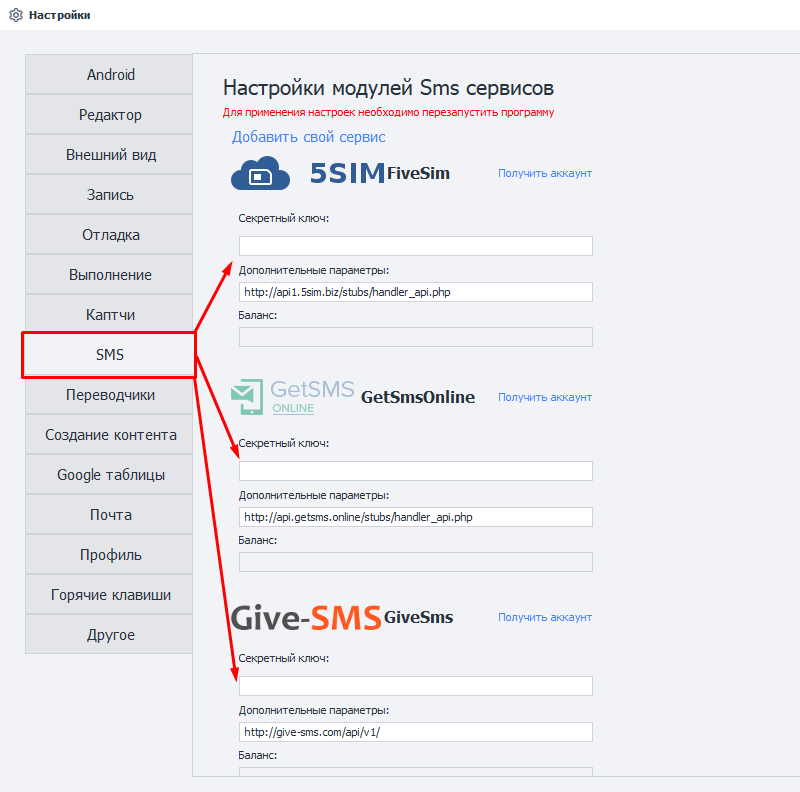 Настройки
Android
Редактор
Внешний вид
Запись
Отладка
Выполнение
Каптчи
SMS
Переводчики
Создание контента
Google таблицы
Почта
Профиль
Горячие клавиши
Другое
Настройки модулей Sms сервисов
Для применения настроек необходимо перезапустить программу
Добавить свой сервис
5SIM FiveSim Получить аккаунт
Секретный ключ:
Дополнительные параметры:
http://api1.5sim.biz/stubs/handler_api.php
Баланс:
GetSMS
ONLINE
GetSmsOnline Получить аккаунт
Секретный ключ:
Дополнительные параметры:
http://api.getsms.online/stubs/handler_api.php
Баланс:
Give-SMS GiveSms Получить аккаунт
Секретный ключ:
Дополнительные параметры:
http://give-sms.com/api/v1/
Баланс: